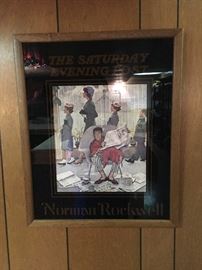 THE SATURDAY
EVENING POST
Norman Rockwell